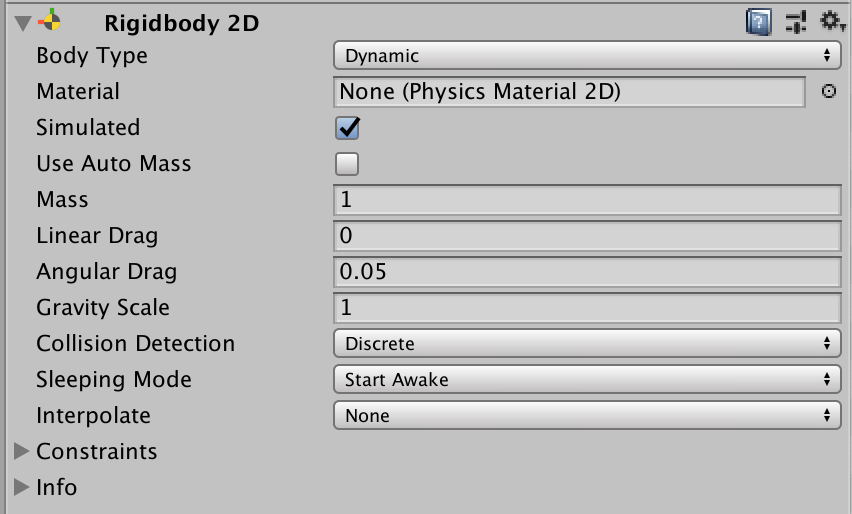 Rigidbody 2D
Body Type Dynamic
Material None (Physics Material 2D)
Simulated
Use Auto Mass
Mass 1
Linear Drag 0
Angular Drag 0.05
Gravity Scale 1
Collision Detection Discrete
Sleeping Mode Start Awake
Interpolate None
Constraints
Info